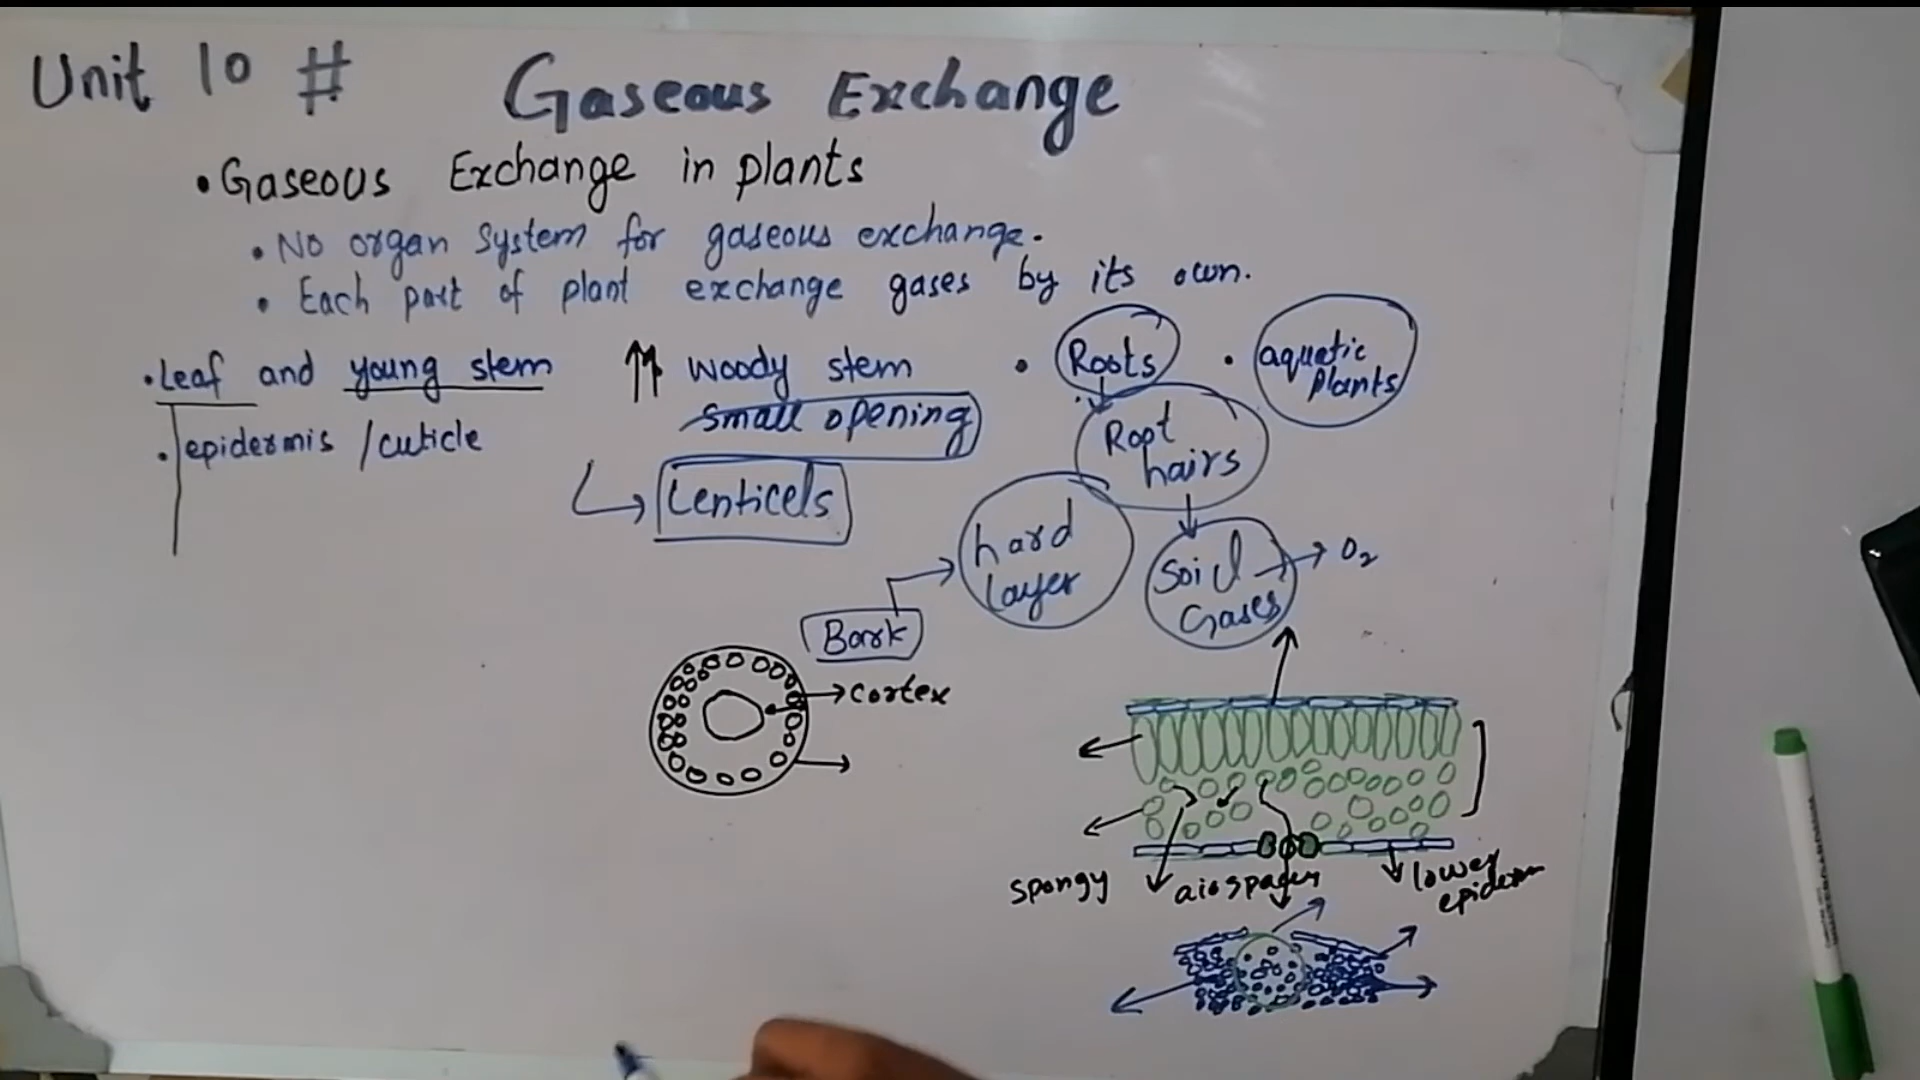 Unit 10 # Gaseous Exchange
• Gaseous Exchange in plants
• No organ system for gaseous exchange.
• Each part of plant exchange gases by its own.
• Leaf and young stem
• epidermis / cuticle
⇈ woody stem
small opening
Lenticels
• Roots
Root hairs
Soil Gases → O₂
• aquatic plants
hard layer
Bark
cortex
spongy
air spaces
lower